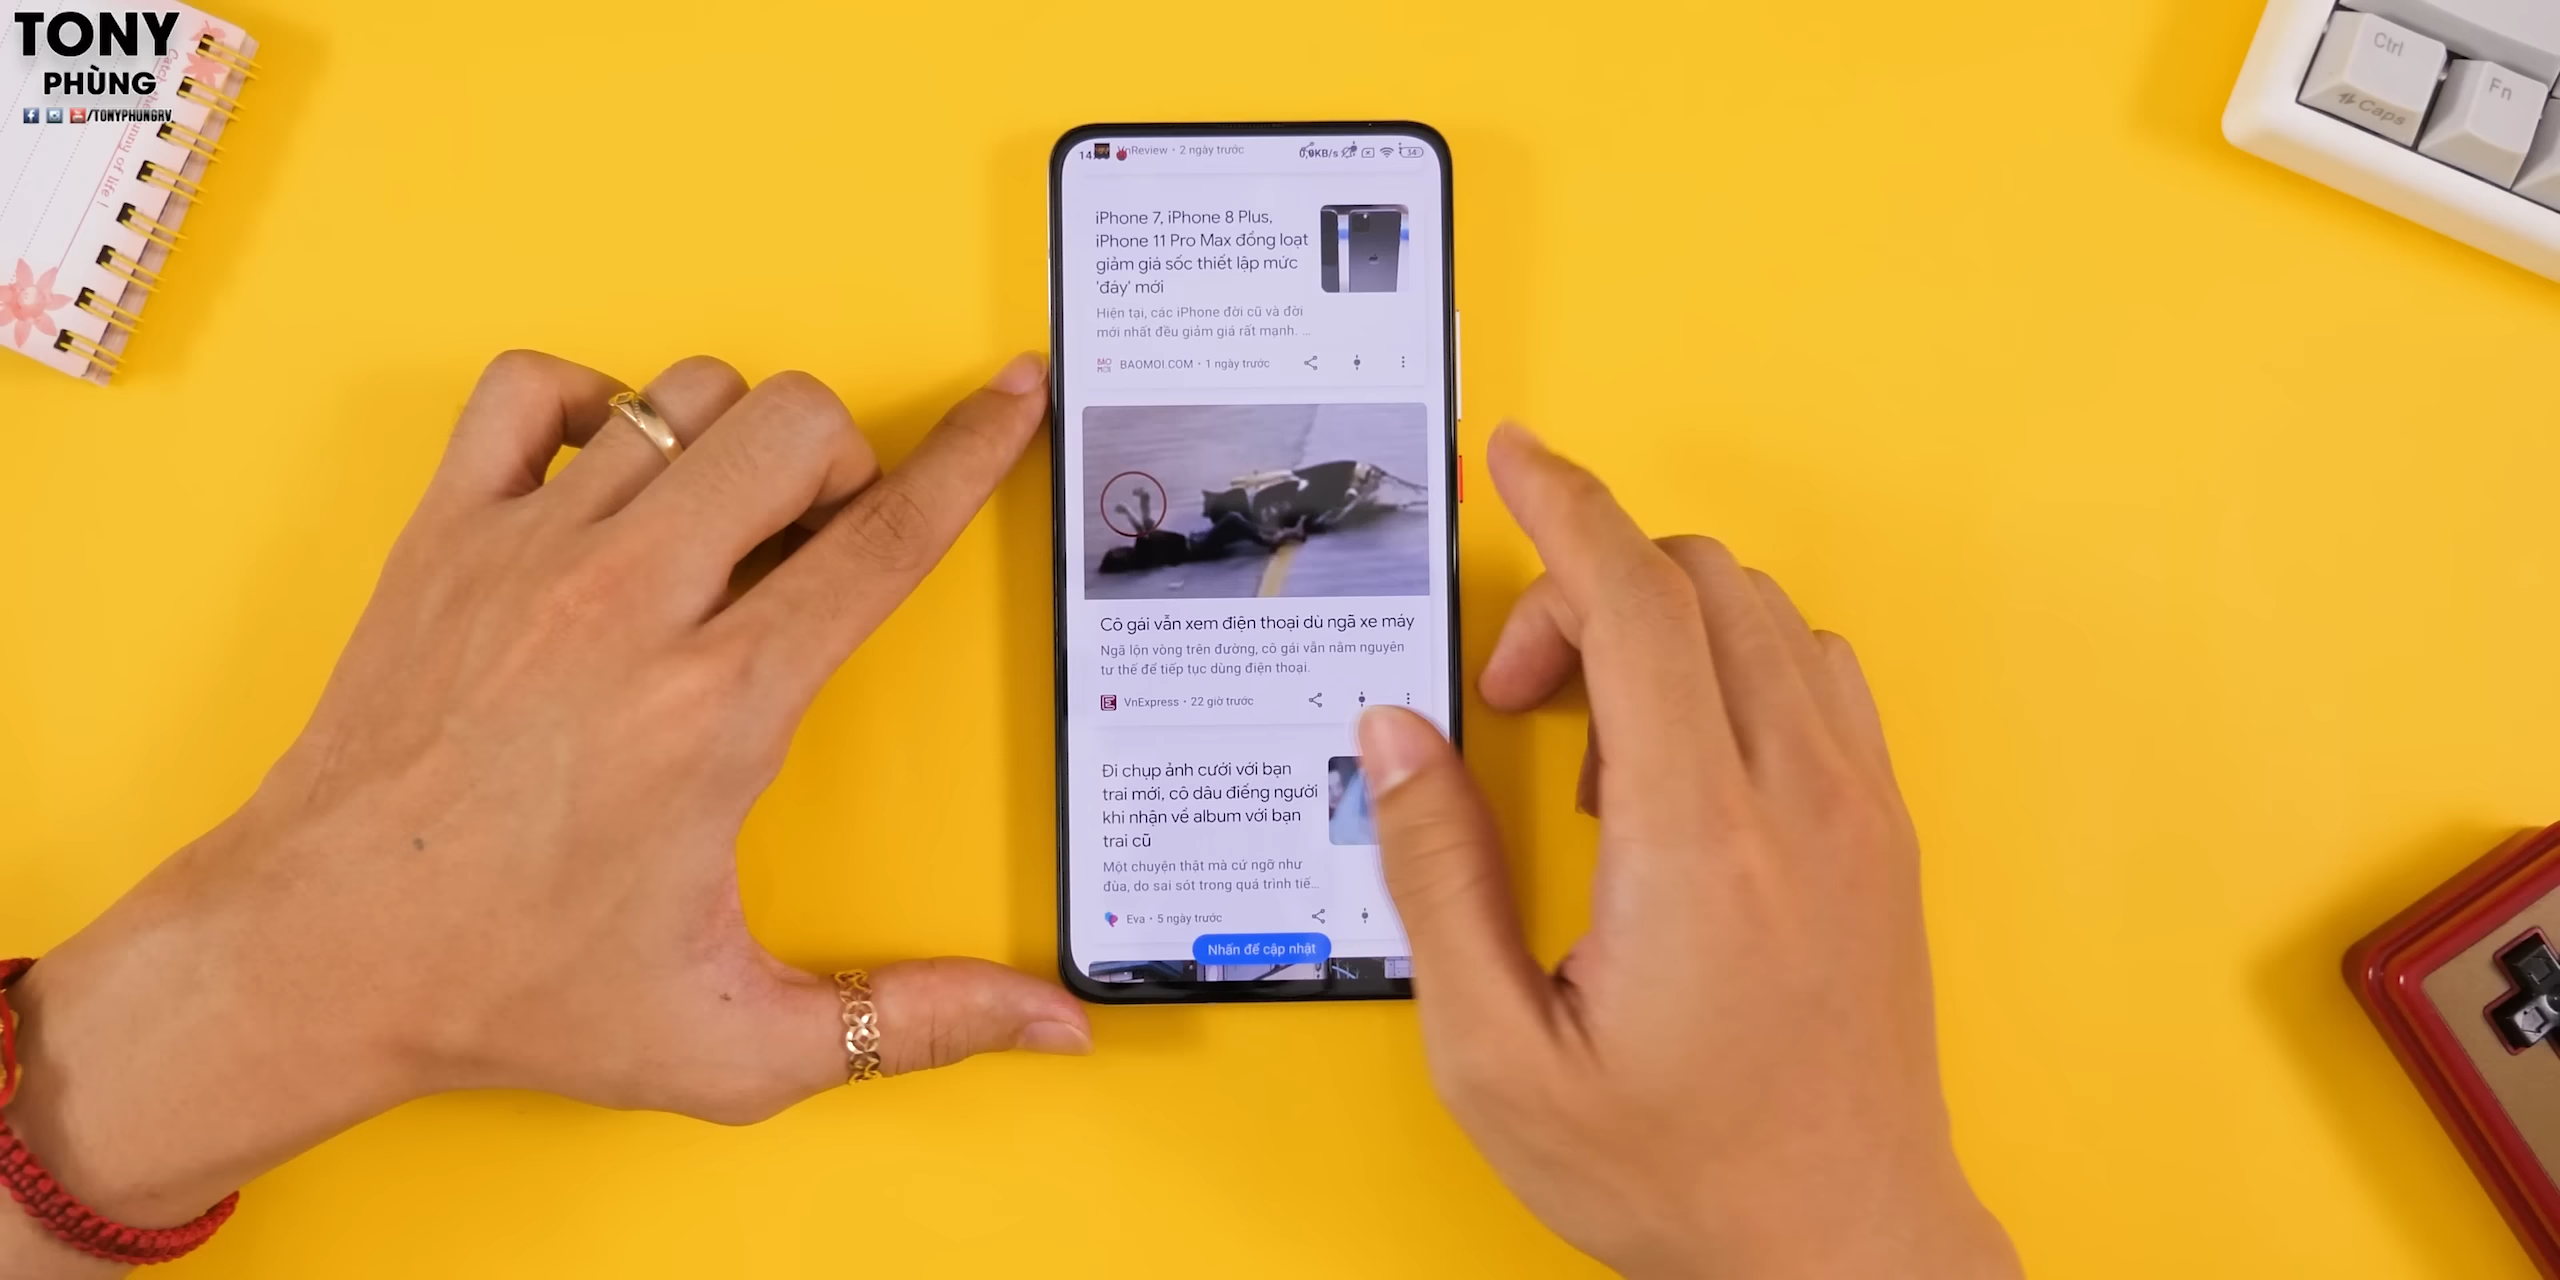 TONY
PHÙNG
/TONYPHUNGRV
Ctrl
Caps
Fn
VnReview • 2 ngày trước
0,9KB/s
34
iPhone 7, iPhone 8 Plus,
iPhone 11 Pro Max đồng loạt
giảm giá sốc thiết lập mức
'đáy' mới
Hiện tại, các iPhone đời cũ và đời
mới nhất đều giảm giá rất mạnh. ...
BÁO MỚI BAOMOI.COM • 1 ngày trước
Cô gái vẫn xem điện thoại dù ngã xe máy
Ngã lộn vòng trên đường, cô gái vẫn nằm nguyên
tư thế để tiếp tục dùng điện thoại.
VnExpress • 22 giờ trước
Đi chụp ảnh cưới với bạn
trai mới, cô dâu điếng người
khi nhận về album với bạn
trai cũ
Một chuyện thật mà cứ ngỡ như
đùa, do sai sót trong quá trình tiế...
Eva • 5 ngày trước
Nhấn để cập nhật